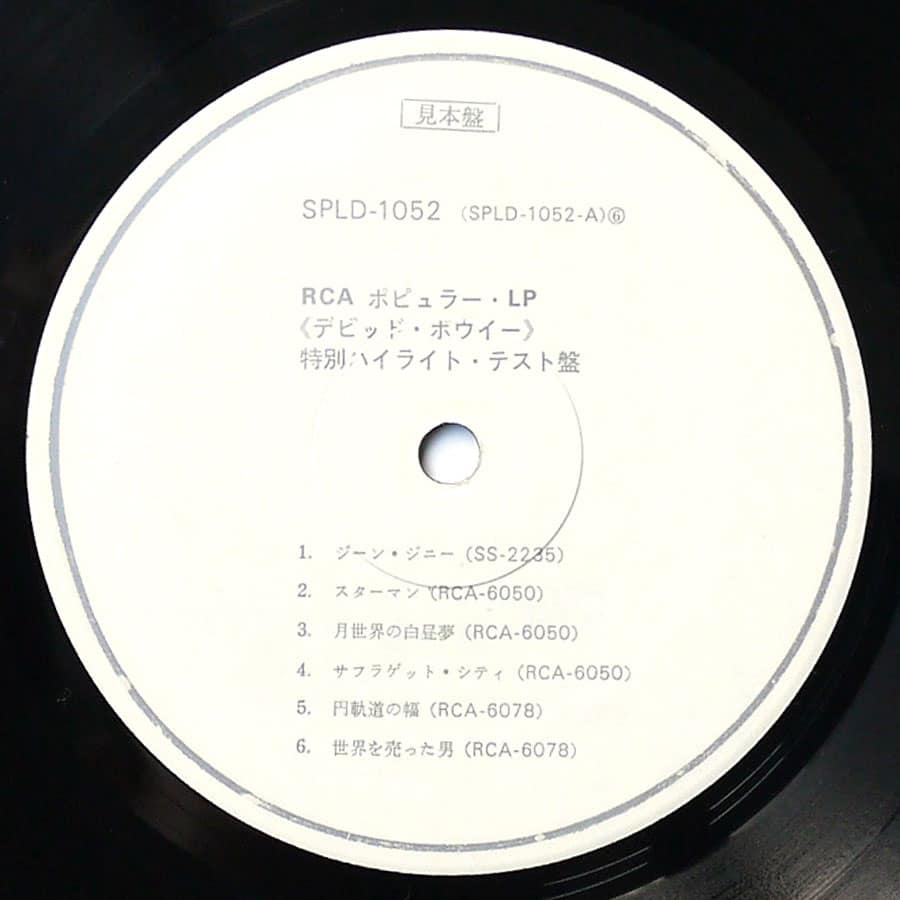 見本盤
SPLD-1052 (SPLD-1052-A)⑥
RCA ポピュラー・LP
《デビッド・ボウイー》
特別ハイライト・テスト盤
1. ジーン・ジニー (SS-2235)
2. スターマン (RCA-6050)
3. 月世界の白昼夢 (RCA-6050)
4. サフラゲット・シティ (RCA-6050)
5. 円軌道の幅 (RCA-6078)
6. 世界を売った男 (RCA-6078)